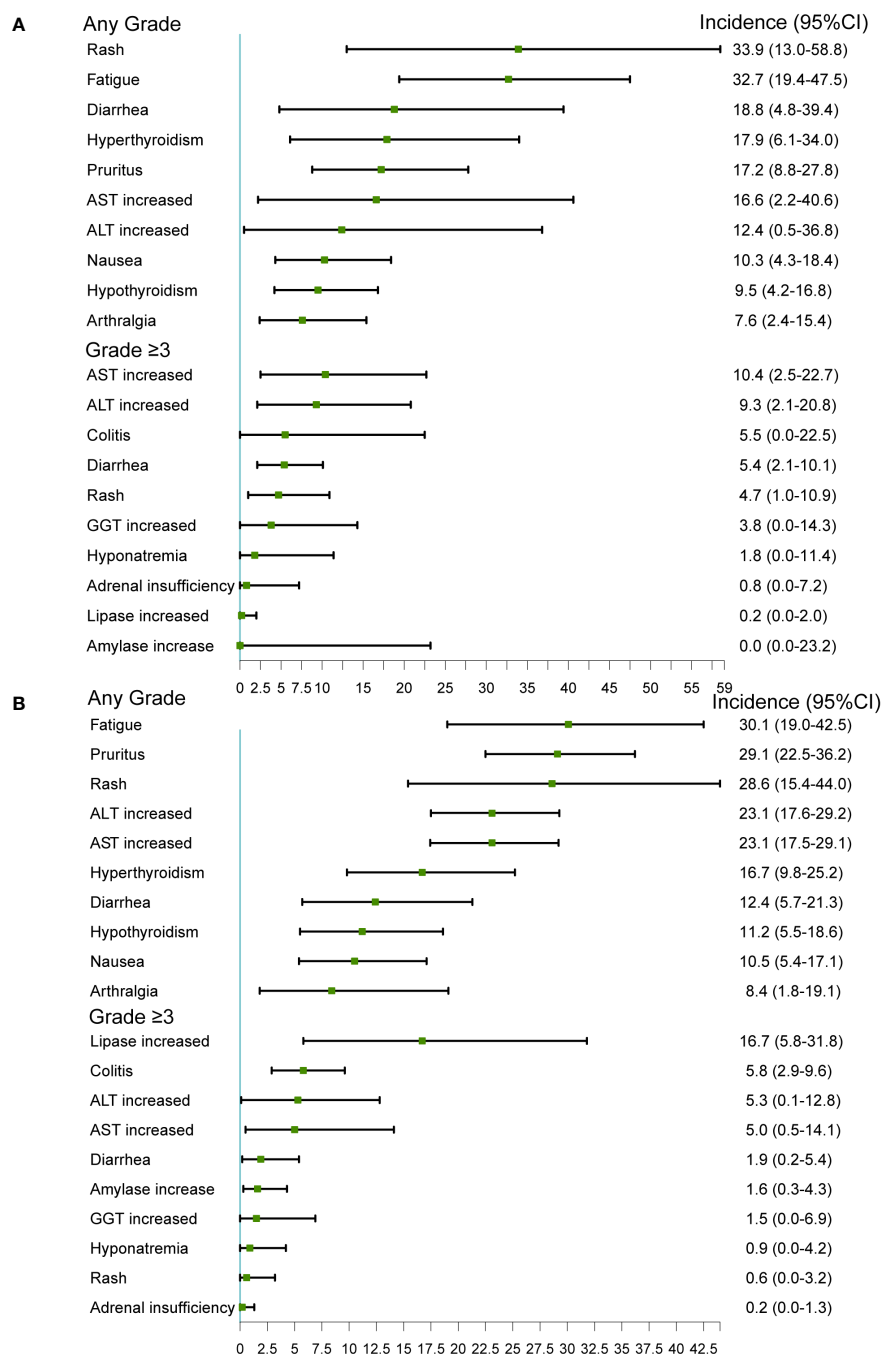 A
Any Grade Incidence (95%CI)
Rash 33.9 (13.0-58.8)
Fatigue 32.7 (19.4-47.5)
Diarrhea 18.8 (4.8-39.4)
Hyperthyroidism 17.9 (6.1-34.0)
Pruritus 17.2 (8.8-27.8)
AST increased 16.6 (2.2-40.6)
ALT increased 12.4 (0.5-36.8)
Nausea 10.3 (4.3-18.4)
Hypothyroidism 9.5 (4.2-16.8)
Arthralgia 7.6 (2.4-15.4)
Grade ≥3
AST increased 10.4 (2.5-22.7)
ALT increased 9.3 (2.1-20.8)
Colitis 5.5 (0.0-22.5)
Diarrhea 5.4 (2.1-10.1)
Rash 4.7 (1.0-10.9)
GGT increased 3.8 (0.0-14.3)
Hyponatremia 1.8 (0.0-11.4)
Adrenal insufficiency 0.8 (0.0-7.2)
Lipase increased 0.2 (0.0-2.0)
Amylase increase 0.0 (0.0-23.2)
0 2.5 5 7.5 10 15 20 25 30 35 40 45 50 55 59
B
Any Grade Incidence (95%CI)
Fatigue 30.1 (19.0-42.5)
Pruritus 29.1 (22.5-36.2)
Rash 28.6 (15.4-44.0)
ALT increased 23.1 (17.6-29.2)
AST increased 23.1 (17.5-29.1)
Hyperthyroidism 16.7 (9.8-25.2)
Diarrhea 12.4 (5.7-21.3)
Hypothyroidism 11.2 (5.5-18.6)
Nausea 10.5 (5.4-17.1)
Arthralgia 8.4 (1.8-19.1)
Grade ≥3
Lipase increased 16.7 (5.8-31.8)
Colitis 5.8 (2.9-9.6)
ALT increased 5.3 (0.1-12.8)
AST increased 5.0 (0.5-14.1)
Diarrhea 1.9 (0.2-5.4)
Amylase increase 1.6 (0.3-4.3)
GGT increased 1.5 (0.0-6.9)
Hyponatremia 0.9 (0.0-4.2)
Rash 0.6 (0.0-3.2)
Adrenal insufficiency 0.2 (0.0-1.3)
0 2.5 5 7.5 10 12.5 15 17.5 20 22.5 25 27.5 30 32.5 35 37.5 40 42.5